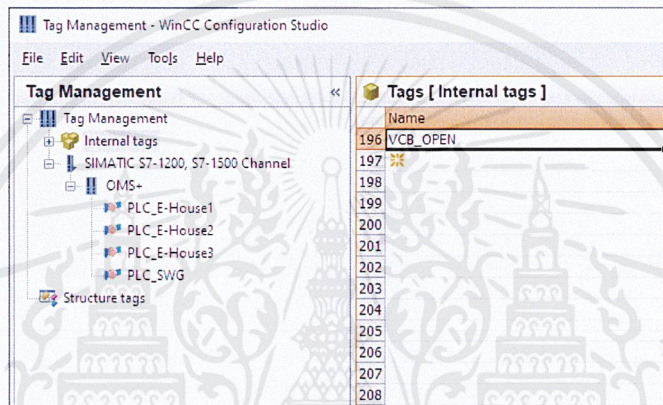 Tag Management - WinCC Configuration Studio
File Edit View Tools Help
Tag Management «
Tag Management
Internal tags
SIMATIC S7-1200, S7-1500 Channel
OMS+
PLC_E-House1
PLC_E-House2
PLC_E-House3
PLC_SWG
Structure tags
Tags [ Internal tags ]
Name
196 VCB_OPEN
197
198
199
200
201
202
203
204
205
206
207
208